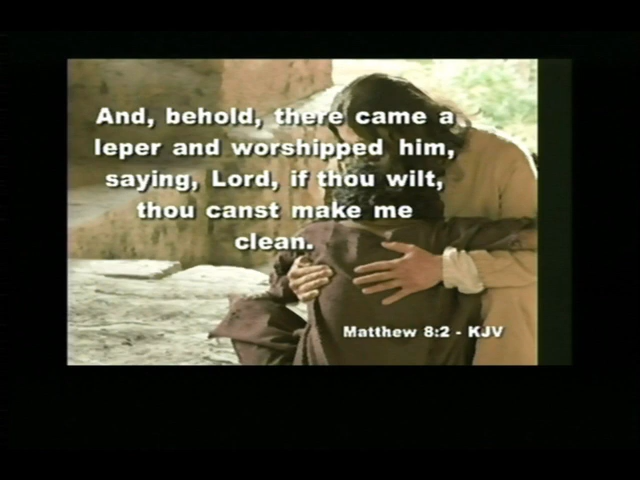 And, behold, there came a
leper and worshipped him,
saying, Lord, if thou wilt,
thou canst make me
clean.
Matthew 8:2 - KJV